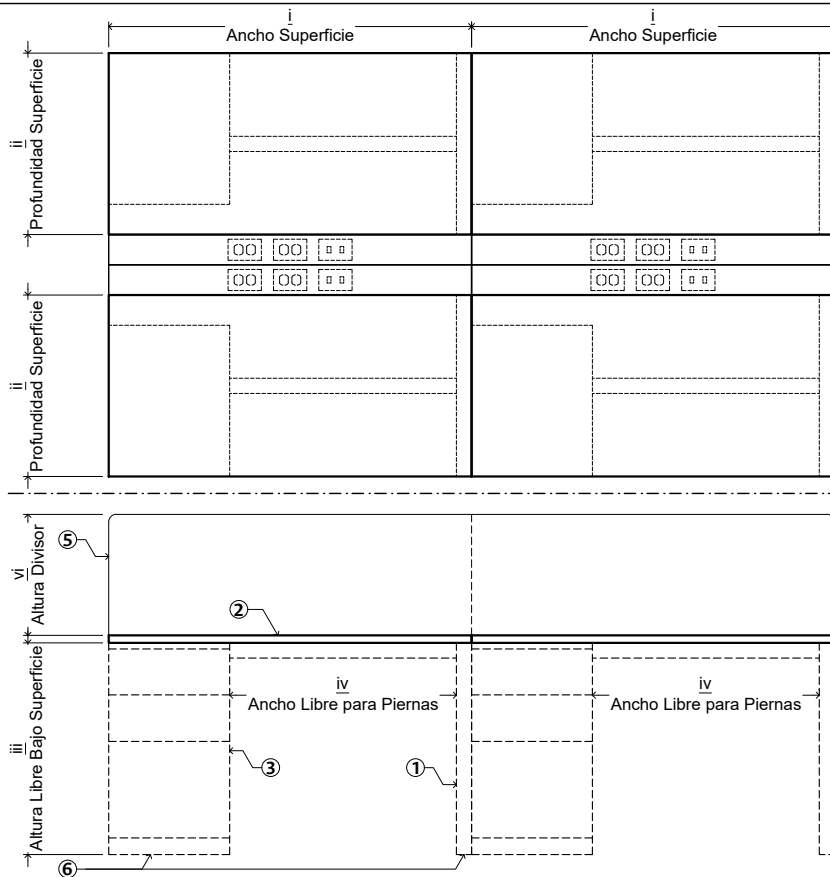 i
Ancho Superficie
i
Ancho Superficie
ii
Profundidad Superficie
ii
Profundidad Superficie
vi
Altura Divisor
5
2
iii
Altura Libre Bajo Superficie
iv
Ancho Libre para Piernas
iv
Ancho Libre para Piernas
3
1
6